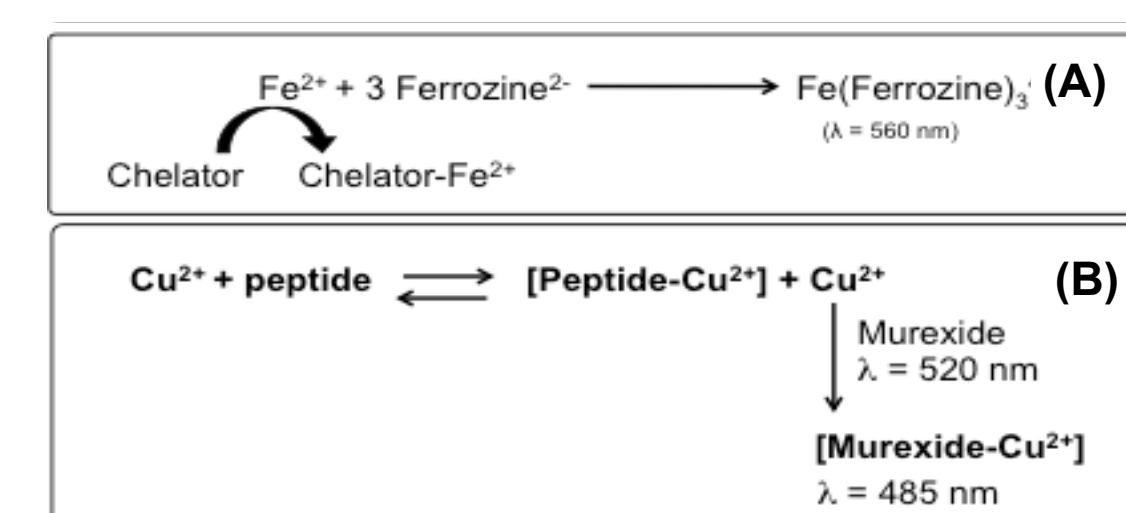 Fe²⁺ + 3 Ferrozine²⁻ Fe(Ferrozine)₃ (A)
(λ = 560 nm)
Chelator Chelator-Fe²⁺
Cu²⁺ + peptide [Peptide-Cu²⁺] + Cu²⁺ (B)
Murexide
λ = 520 nm
[Murexide-Cu²⁺]
λ = 485 nm